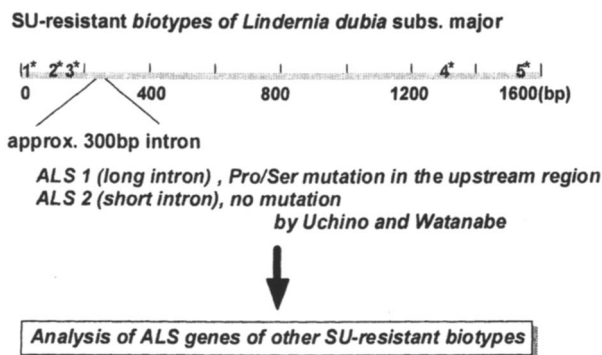 SU-resistant biotypes of Lindernia dubia subs. major
1* 2* 3* 4* 5*
0 400 800 1200 1600(bp)
approx. 300bp intron
ALS 1 (long intron) , Pro/Ser mutation in the upstream region
ALS 2 (short intron), no mutation
by Uchino and Watanabe
Analysis of ALS genes of other SU-resistant biotypes